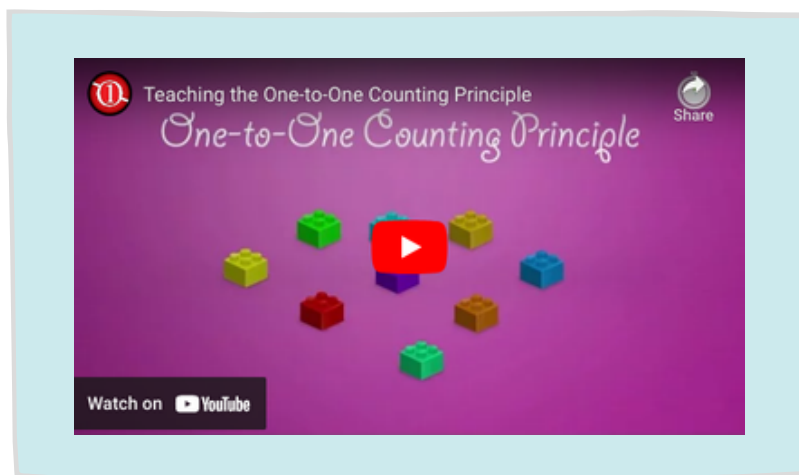 Teaching the One-to-One Counting Principle
Share
One-to-One Counting Principle
Watch on YouTube